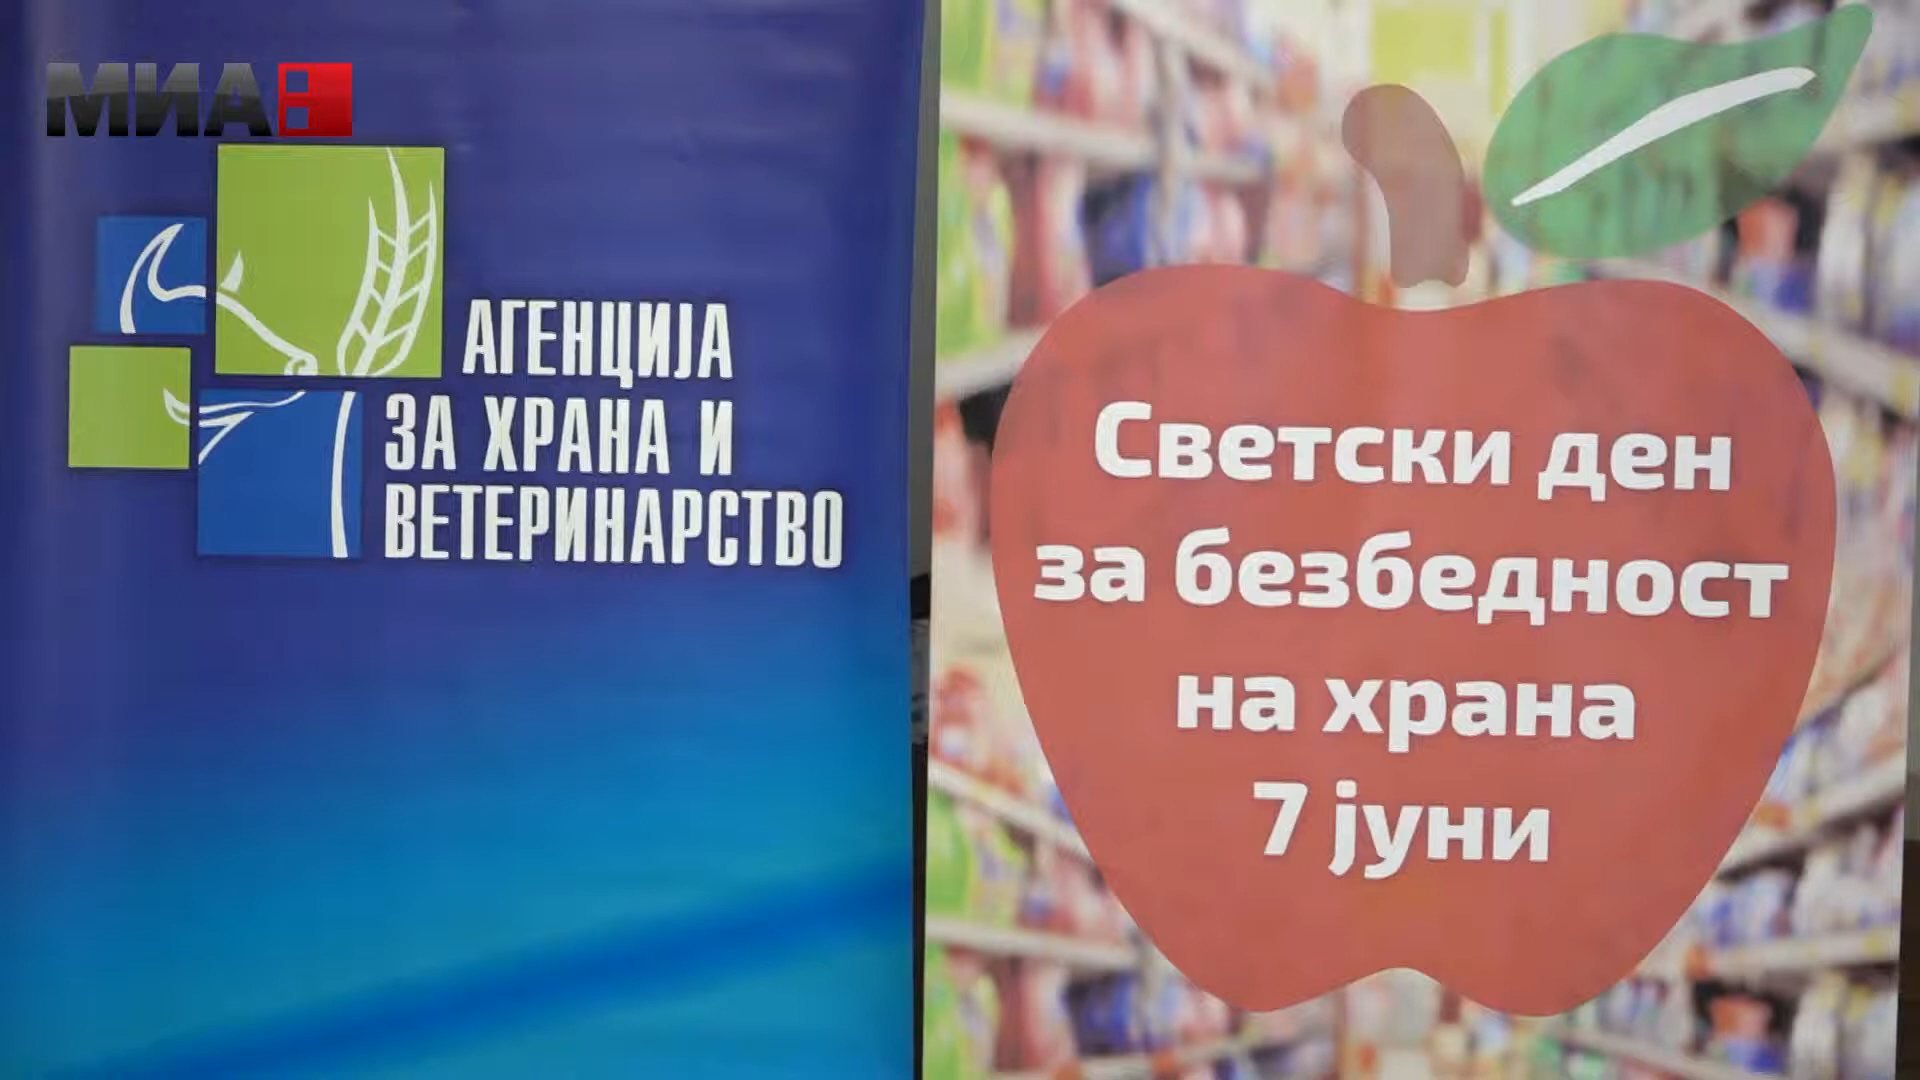 МИА
АГЕНЦИЈА
ЗА ХРАНА И
ВЕТЕРИНАРСТВО
Светски ден
за безбедност
на храна
7 јуни